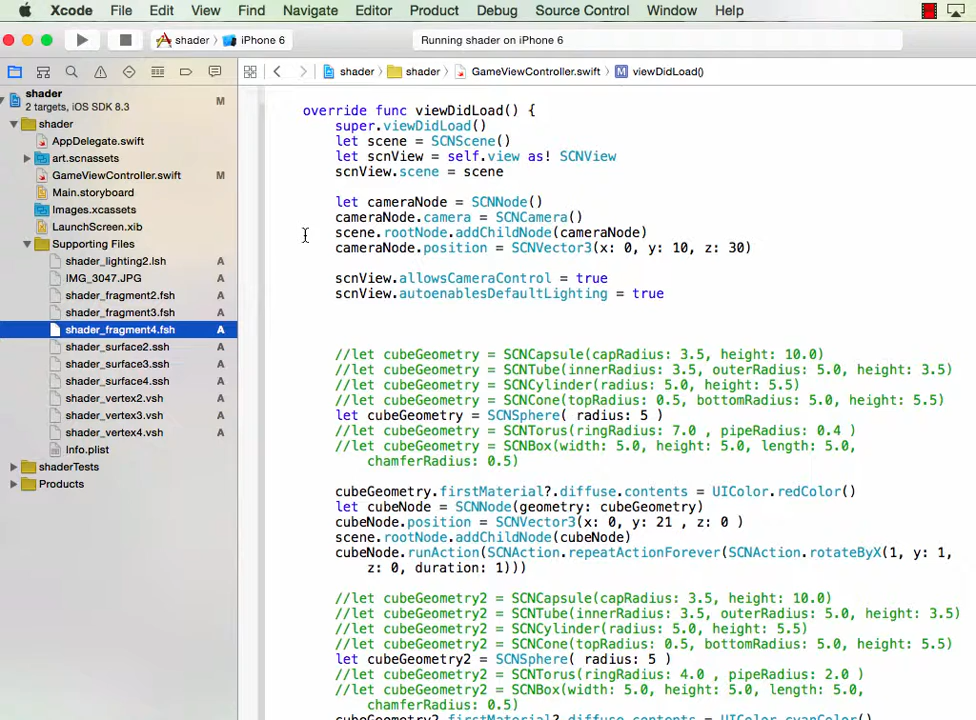 Xcode File Edit View Find Navigate Editor Product Debug Source Control Window Help
shader iPhone 6 Running shader on iPhone 6
shader shader GameViewController.swift M viewDidLoad()
shader M
2 targets, iOS SDK 8.3
shader
AppDelegate.swift
art.scnassets
GameViewController.swift M
Main.storyboard
Images.xcassets
LaunchScreen.xib
Supporting Files
shader_lighting2.lsh A
IMG_3047.JPG A
shader_fragment2.fsh A
shader_fragment3.fsh A
shader_fragment4.fsh A
shader_surface2.ssh A
shader_surface3.ssh A
shader_surface4.ssh A
shader_vertex2.vsh A
shader_vertex3.vsh A
shader_vertex4.vsh A
Info.plist
shaderTests
Products
override func viewDidLoad() {
super.viewDidLoad()
let scene = SCNScene()
let scnView = self.view as! SCNView
scnView.scene = scene
let cameraNode = SCNNode()
cameraNode.camera = SCNCamera()
scene.rootNode.addChildNode(cameraNode)
cameraNode.position = SCNVector3(x: 0, y: 10, z: 30)
scnView.allowsCameraControl = true
scnView.autoenablesDefaultLighting = true
//let cubeGeometry = SCNCapsule(capRadius: 3.5, height: 10.0)
//let cubeGeometry = SCNTube(innerRadius: 3.5, outerRadius: 5.0, height: 3.5)
//let cubeGeometry = SCNCylinder(radius: 5.0, height: 5.5)
//let cubeGeometry = SCNCone(topRadius: 0.5, bottomRadius: 5.0, height: 5.5)
let cubeGeometry = SCNSphere( radius: 5 )
//let cubeGeometry = SCNTorus(ringRadius: 7.0 , pipeRadius: 0.4 )
//let cubeGeometry = SCNBox(width: 5.0, height: 5.0, length: 5.0,
chamferRadius: 0.5)
cubeGeometry.firstMaterial?.diffuse.contents = UIColor.redColor()
let cubeNode = SCNNode(geometry: cubeGeometry)
cubeNode.position = SCNVector3(x: 0, y: 21 , z: 0 )
scene.rootNode.addChildNode(cubeNode)
cubeNode.runAction(SCNAction.repeatActionForever(SCNAction.rotateByX(1, y: 1,
z: 0, duration: 1)))
//let cubeGeometry2 = SCNCapsule(capRadius: 3.5, height: 10.0)
//let cubeGeometry2 = SCNTube(innerRadius: 3.5, outerRadius: 5.0, height: 3.5)
//let cubeGeometry2 = SCNCylinder(radius: 5.0, height: 5.5)
//let cubeGeometry2 = SCNCone(topRadius: 0.5, bottomRadius: 5.0, height: 5.5)
let cubeGeometry2 = SCNSphere( radius: 5 )
//let cubeGeometry2 = SCNTorus(ringRadius: 4.0 , pipeRadius: 2.0 )
//let cubeGeometry2 = SCNBox(width: 5.0, height: 5.0, length: 5.0,
chamferRadius: 0.5)
cubeGeometry2.firstMaterial?.diffuse.contents = UIColor.cyanColor()